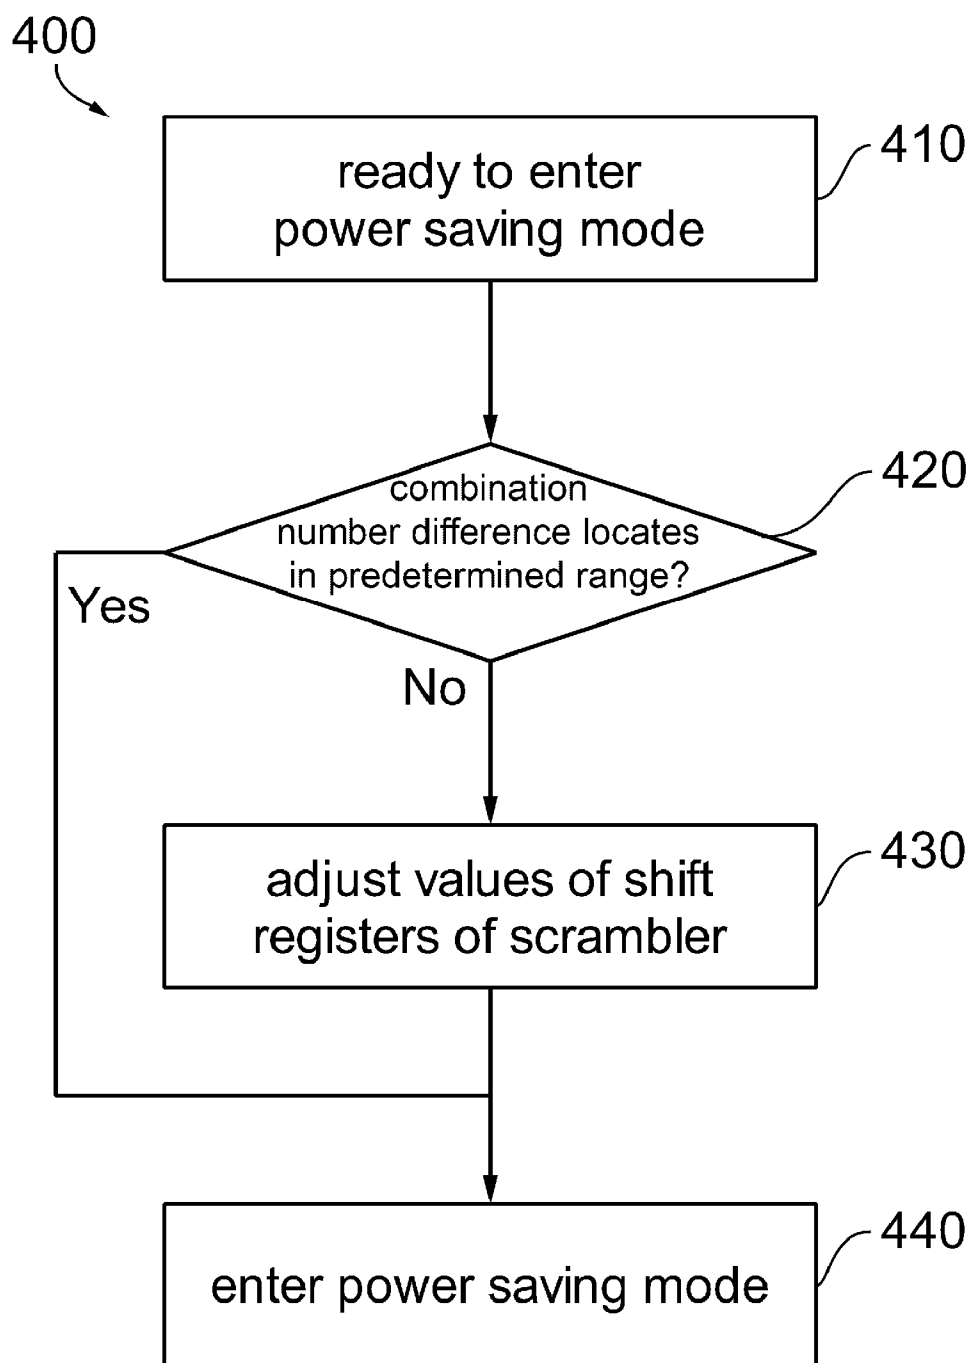 400
410
ready to enter
power saving mode
420
combination
number difference locates
in predetermined range?
Yes
No
430
adjust values of shift
registers of scrambler
440
enter power saving mode